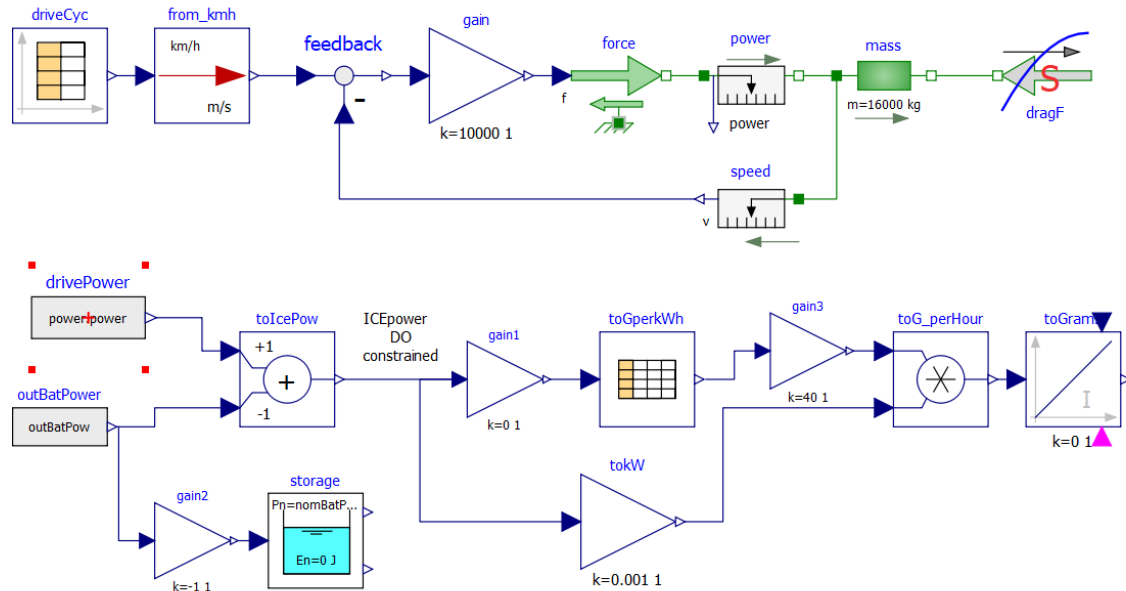 driveCyc
from_kmh
km/h
m/s
feedback
-
gain
k=10000 1
force
f
power
power
mass
m=16000 kg
S
dragF
speed
v
drivePower
power.power
outBatPower
outBatPow
toIcePow
+1
+
-1
ICEpower
DO
constrained
gain1
k=0 1
toGperkWh
gain3
k=40 1
toG_perHour
toGram
I
k=0 1
gain2
k=-1 1
storage
Pn=nomBatP...
En=0 J
tokW
k=0.001 1